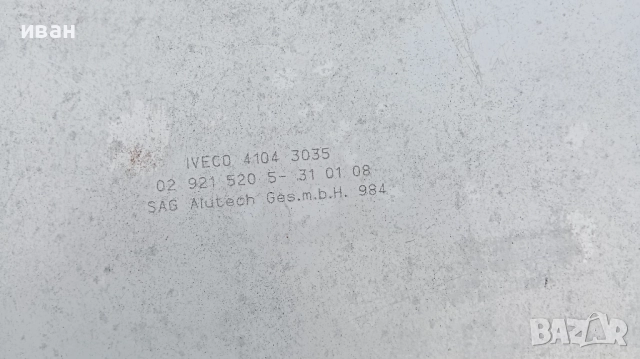 иван
IVECO 4104 3035
02 921 520 5- 31 01 08
SAG Alutech Ges.m.b.H. 984
BAZAR